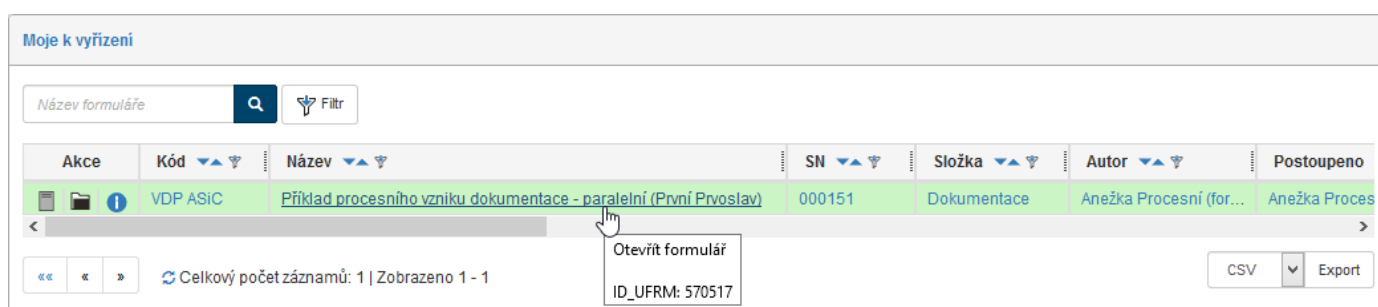 Moje k vyřízení
Název formuláře
Filtr
Akce Kód Název SN Složka Autor Postoupeno
VDP ASiC Příklad procesního vzniku dokumentace - paralelní (První Prvoslav) 000151 Dokumentace Anežka Procesní (for... Anežka Proces
Otevřít formulář
ID_UFRM: 570517
«« « » Celkový počet záznamů: 1 | Zobrazeno 1 - 1 CSV Export